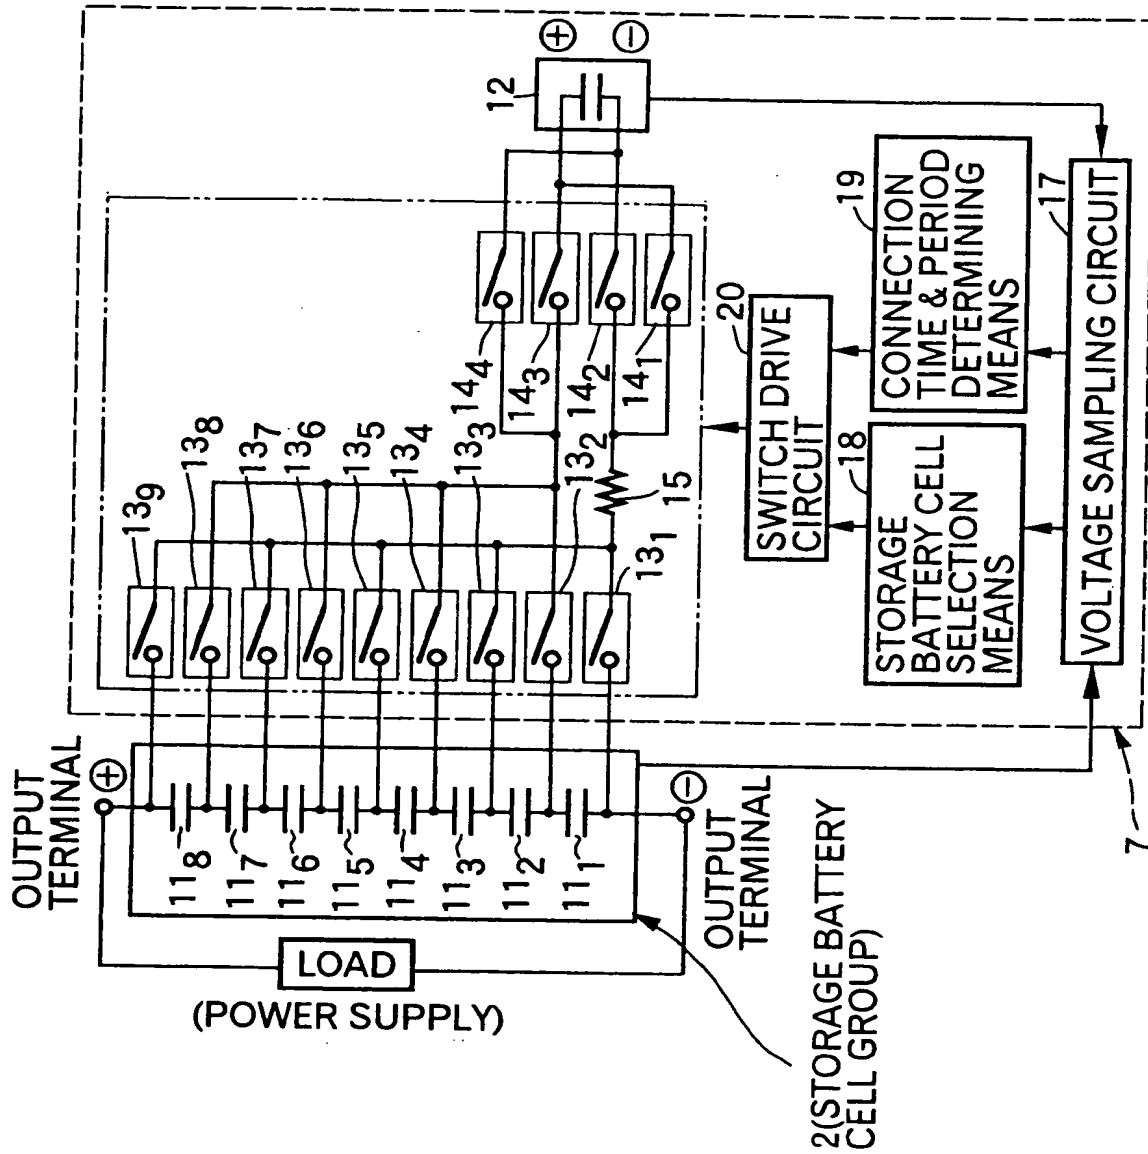 OUTPUT
TERMINAL
⊕
LOAD
(POWER SUPPLY)
11₈
11₇
11₆
11₅
11₄
11₃
11₂
11₁
⊖
OUTPUT
TERMINAL
2(STORAGE BATTERY
CELL GROUP)
13₉
13₈
13₇
13₆
13₅
13₄
13₃
13₂
13₁
15
14₄
14₃
14₂
14₁
12
⊕
⊖
20
SWITCH DRIVE
CIRCUIT
18
STORAGE
BATTERY CELL
SELECTION
MEANS
19
CONNECTION
TIME & PERIOD
DETERMINING
MEANS
17
VOLTAGE SAMPLING CIRCUIT
7